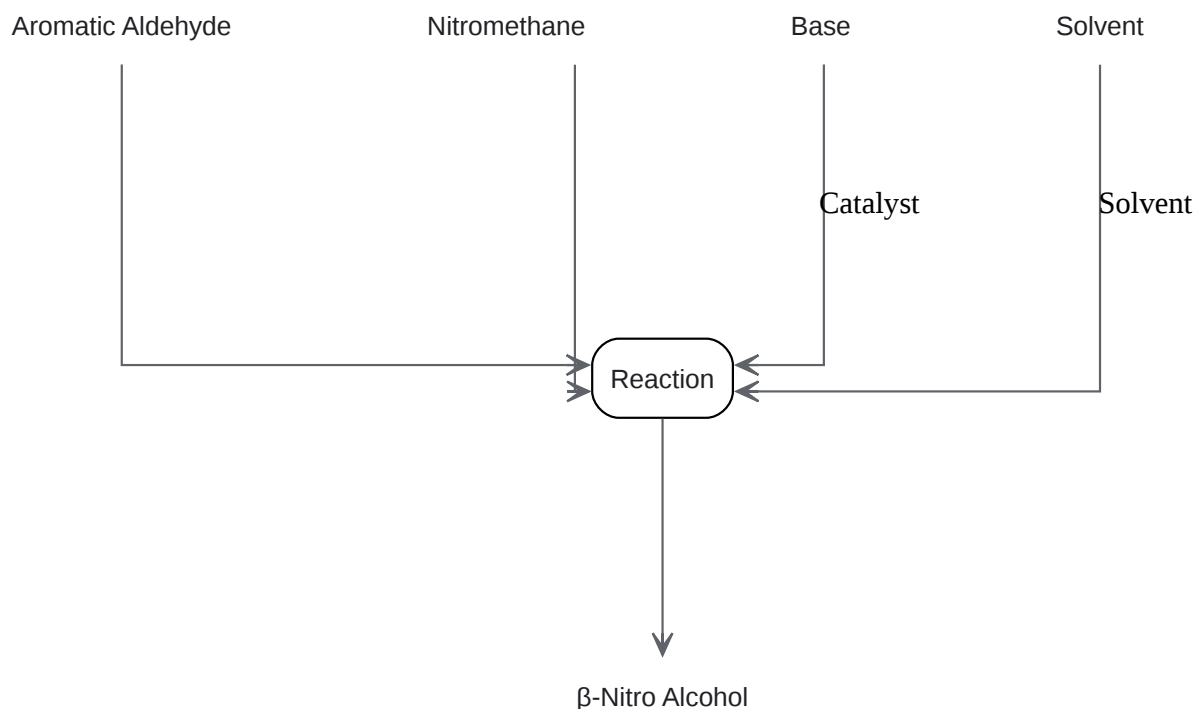 Aromatic Aldehyde
Nitromethane
Base
Solvent
Catalyst
Solvent
Reaction
β-Nitro Alcohol